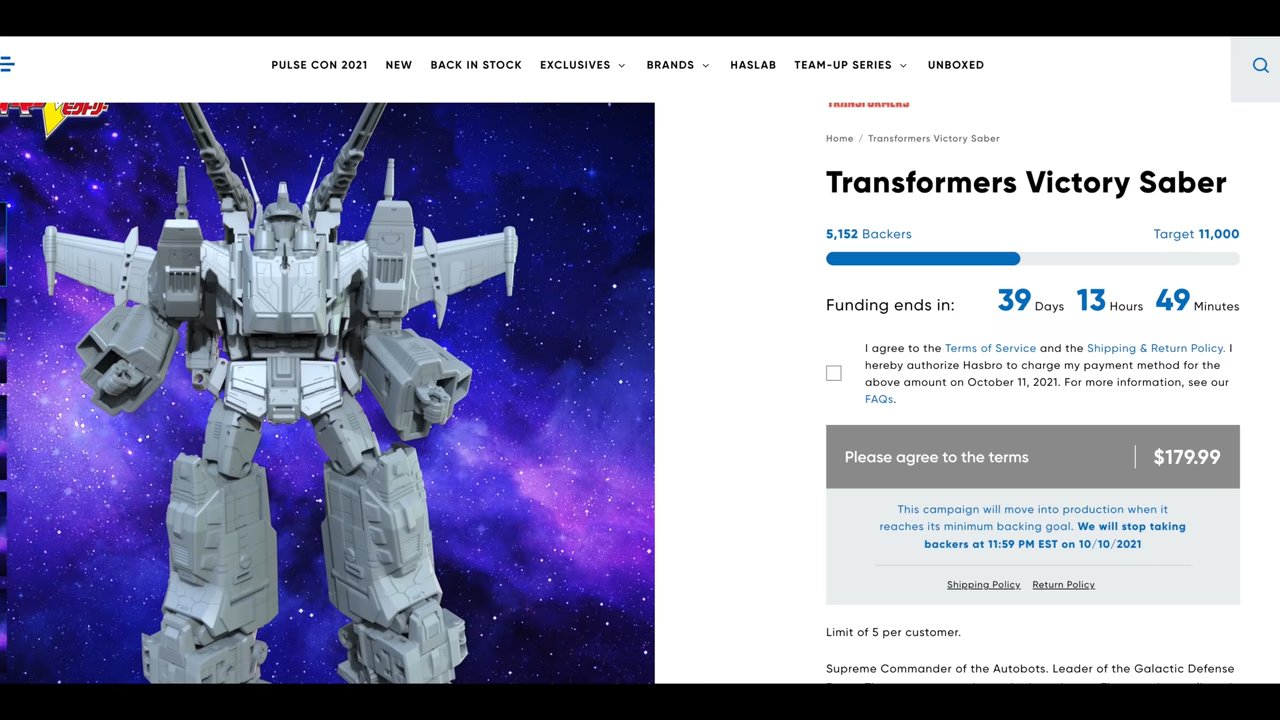 PULSE CON 2021 NEW BACK IN STOCK EXCLUSIVES BRANDS HASLAB TEAM-UP SERIES UNBOXED
TRANSFORMERS
Home / Transformers Victory Saber
Transformers Victory Saber
5,152 Backers Target 11,000
Funding ends in: 39 Days 13 Hours 49 Minutes
I agree to the Terms of Service and the Shipping & Return Policy. I
hereby authorize Hasbro to charge my payment method for the
above amount on October 11, 2021. For more information, see our
FAQs.
Please agree to the terms $179.99
This campaign will move into production when it
reaches its minimum backing goal. We will stop taking
backers at 11:59 PM EST on 10/10/2021
Shipping Policy Return Policy
Limit of 5 per customer.
Supreme Commander of the Autobots. Leader of the Galactic Defense